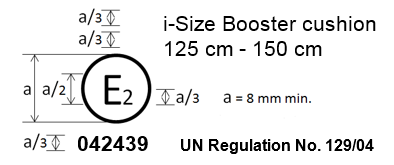 a/3
a/3
i-Size Booster cushion
125 cm - 150 cm
a
a/2
E2
a/3
a = 8 mm min.
a/3
042439
UN Regulation No. 129/04